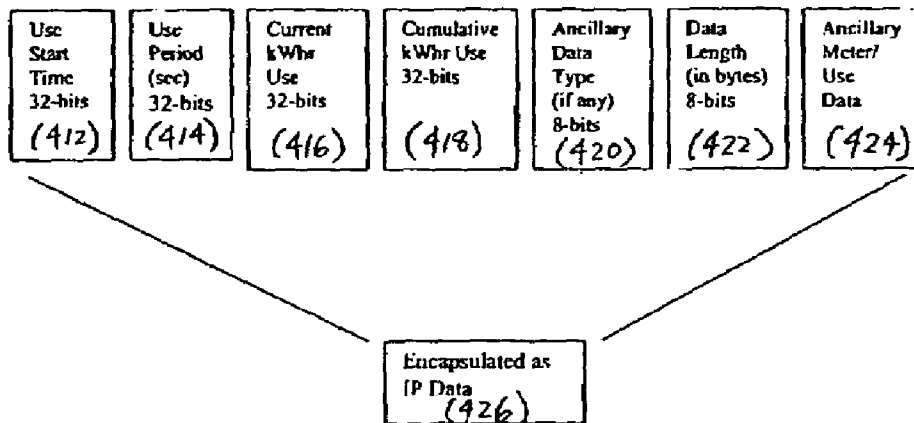 Use
Start
Time
32-bits
(412)
Use
Period
(sec)
32-bits
(414)
Current
kWhr
Use
32-bits
(416)
Cumulative
kWhr Use
32-bits
(418)
Ancillary
Data
Type
(if any)
8-bits
(420)
Data
Length
(in bytes)
8-bits
(422)
Ancillary
Meter/
Use
Data
(424)
Encapsulated as
IP Data
(426)